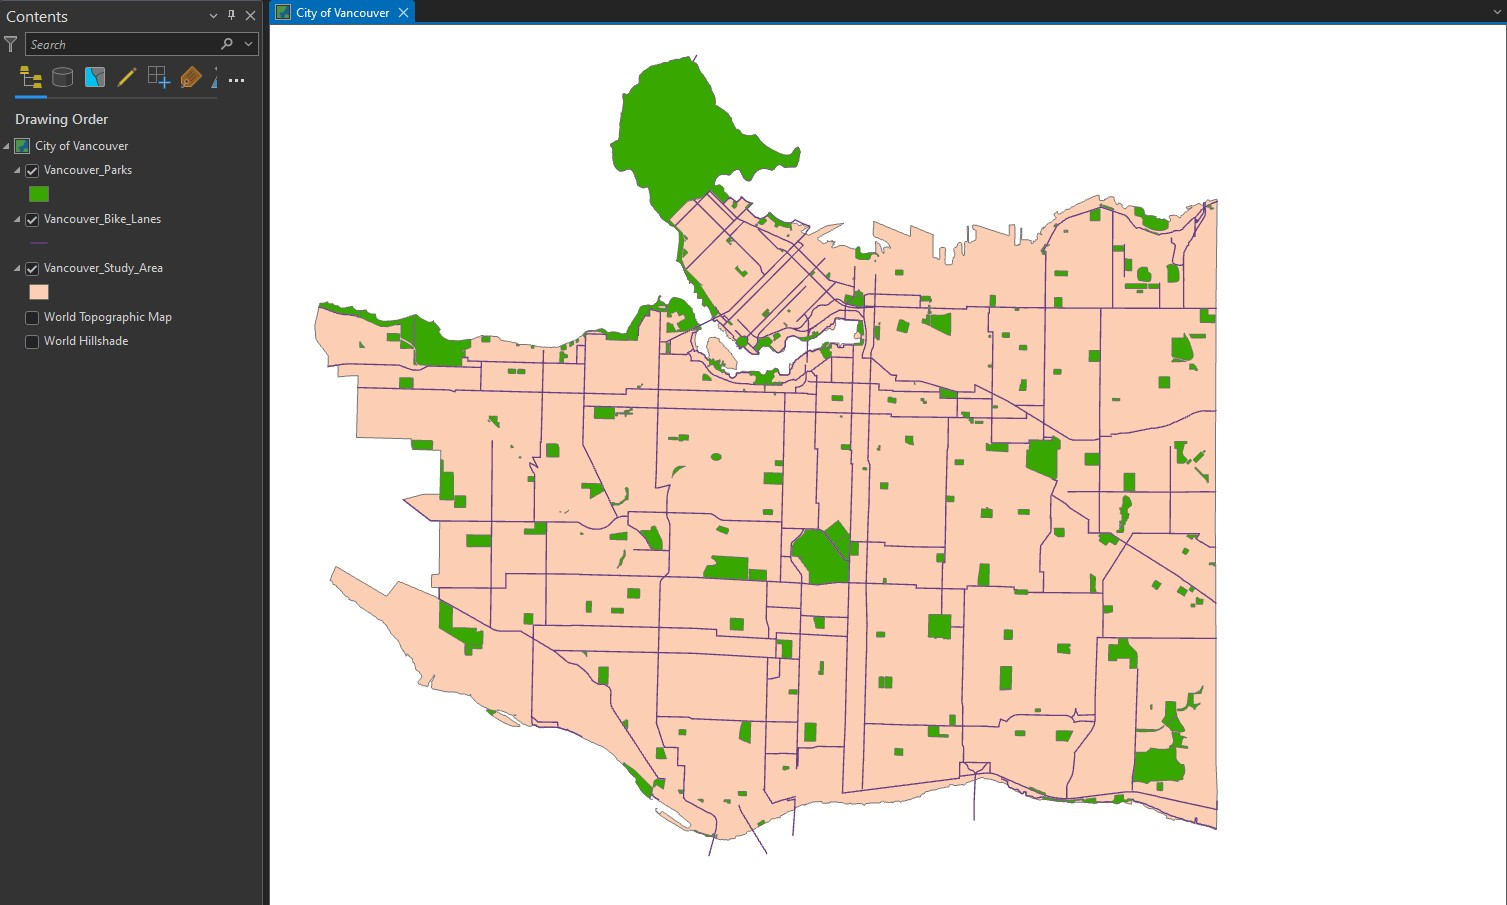 Contents
City of Vancouver
Search
Drawing Order
City of Vancouver
Vancouver_Parks
Vancouver_Bike_Lanes
Vancouver_Study_Area
World Topographic Map
World Hillshade